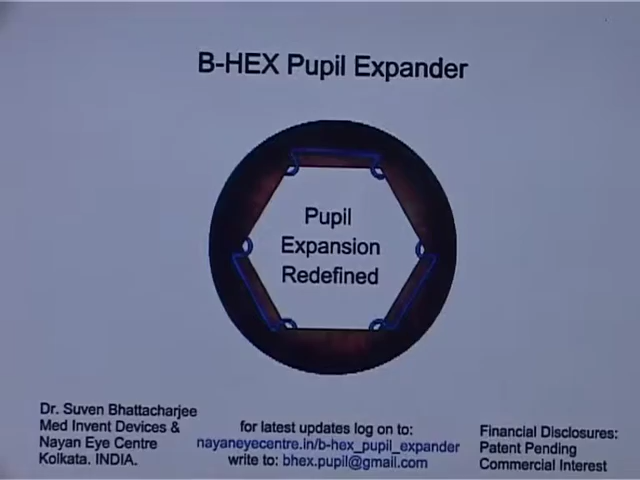 B-HEX Pupil Expander
Pupil
Expansion
Redefined
Dr. Suven Bhattacharjee
Med Invent Devices &
Nayan Eye Centre
Kolkata. INDIA.
for latest updates log on to:
nayaneyecentre.in/b-hex_pupil_expander
write to: bhex.pupil@gmail.com
Financial Disclosures:
Patent Pending
Commercial Interest